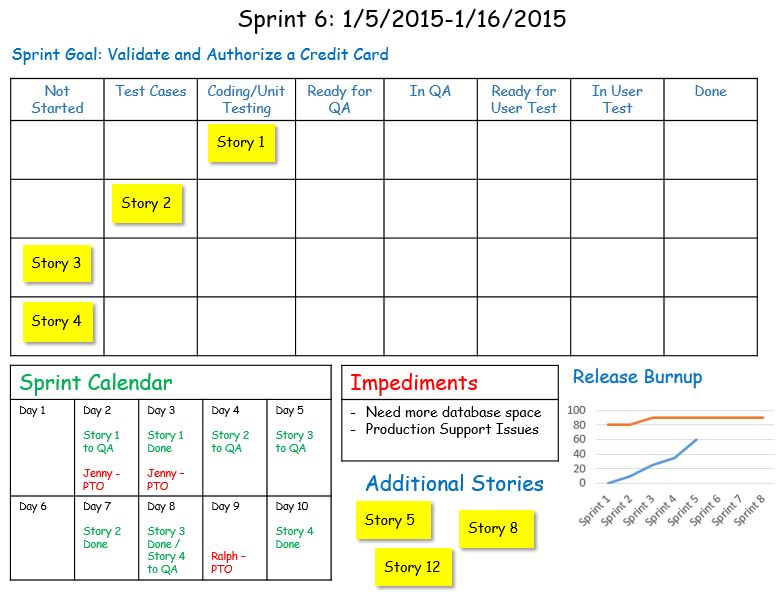 Sprint 6: 1/5/2015-1/16/2015
Sprint Goal: Validate and Authorize a Credit Card
Not
Started
Test Cases
Coding/Unit
Testing
Ready for
QA
In QA
Ready for
User Test
In User
Test
Done
Story 1
Story 2
Story 3
Story 4
Sprint Calendar
Day 1
Day 2
Story 1
to QA
Jenny -
PTO
Day 3
Story 1
Done
Jenny –
PTO
Day 4
Story 2
to QA
Day 5
Story 3
to QA
Day 6
Day 7
Story 2
Done
Day 8
Story 3
Done /
Story 4
to QA
Day 9
Ralph –
PTO
Day 10
Story 4
Done
Impediments
- Need more database space
- Production Support Issues
Additional Stories
Story 5
Story 8
Story 12
Release Burnup
100
80
60
40
20
0
Sprint 1
Sprint 2
Sprint 3
Sprint 4
Sprint 5
Sprint 6
Sprint 7
Sprint 8